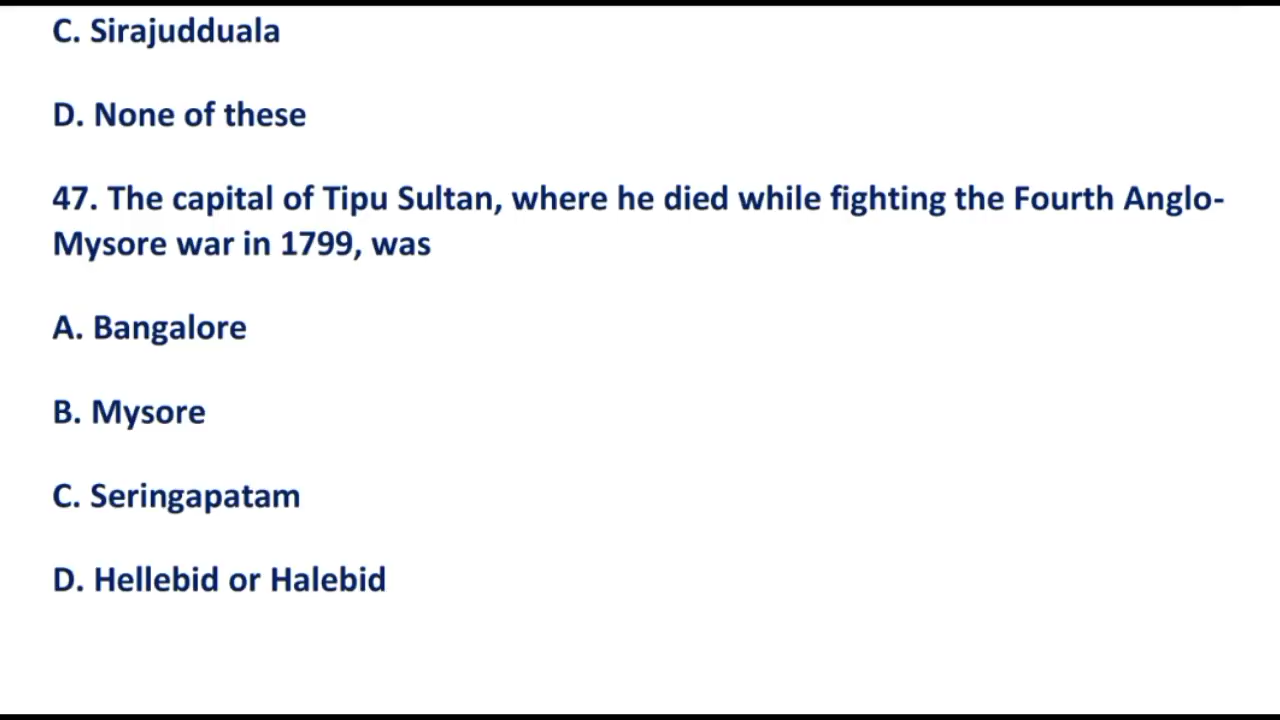 C. Sirajudduala
D. None of these
47. The capital of Tipu Sultan, where he died while fighting the Fourth Anglo-
Mysore war in 1799, was
A. Bangalore
B. Mysore
C. Seringapatam
D. Hellebid or Halebid